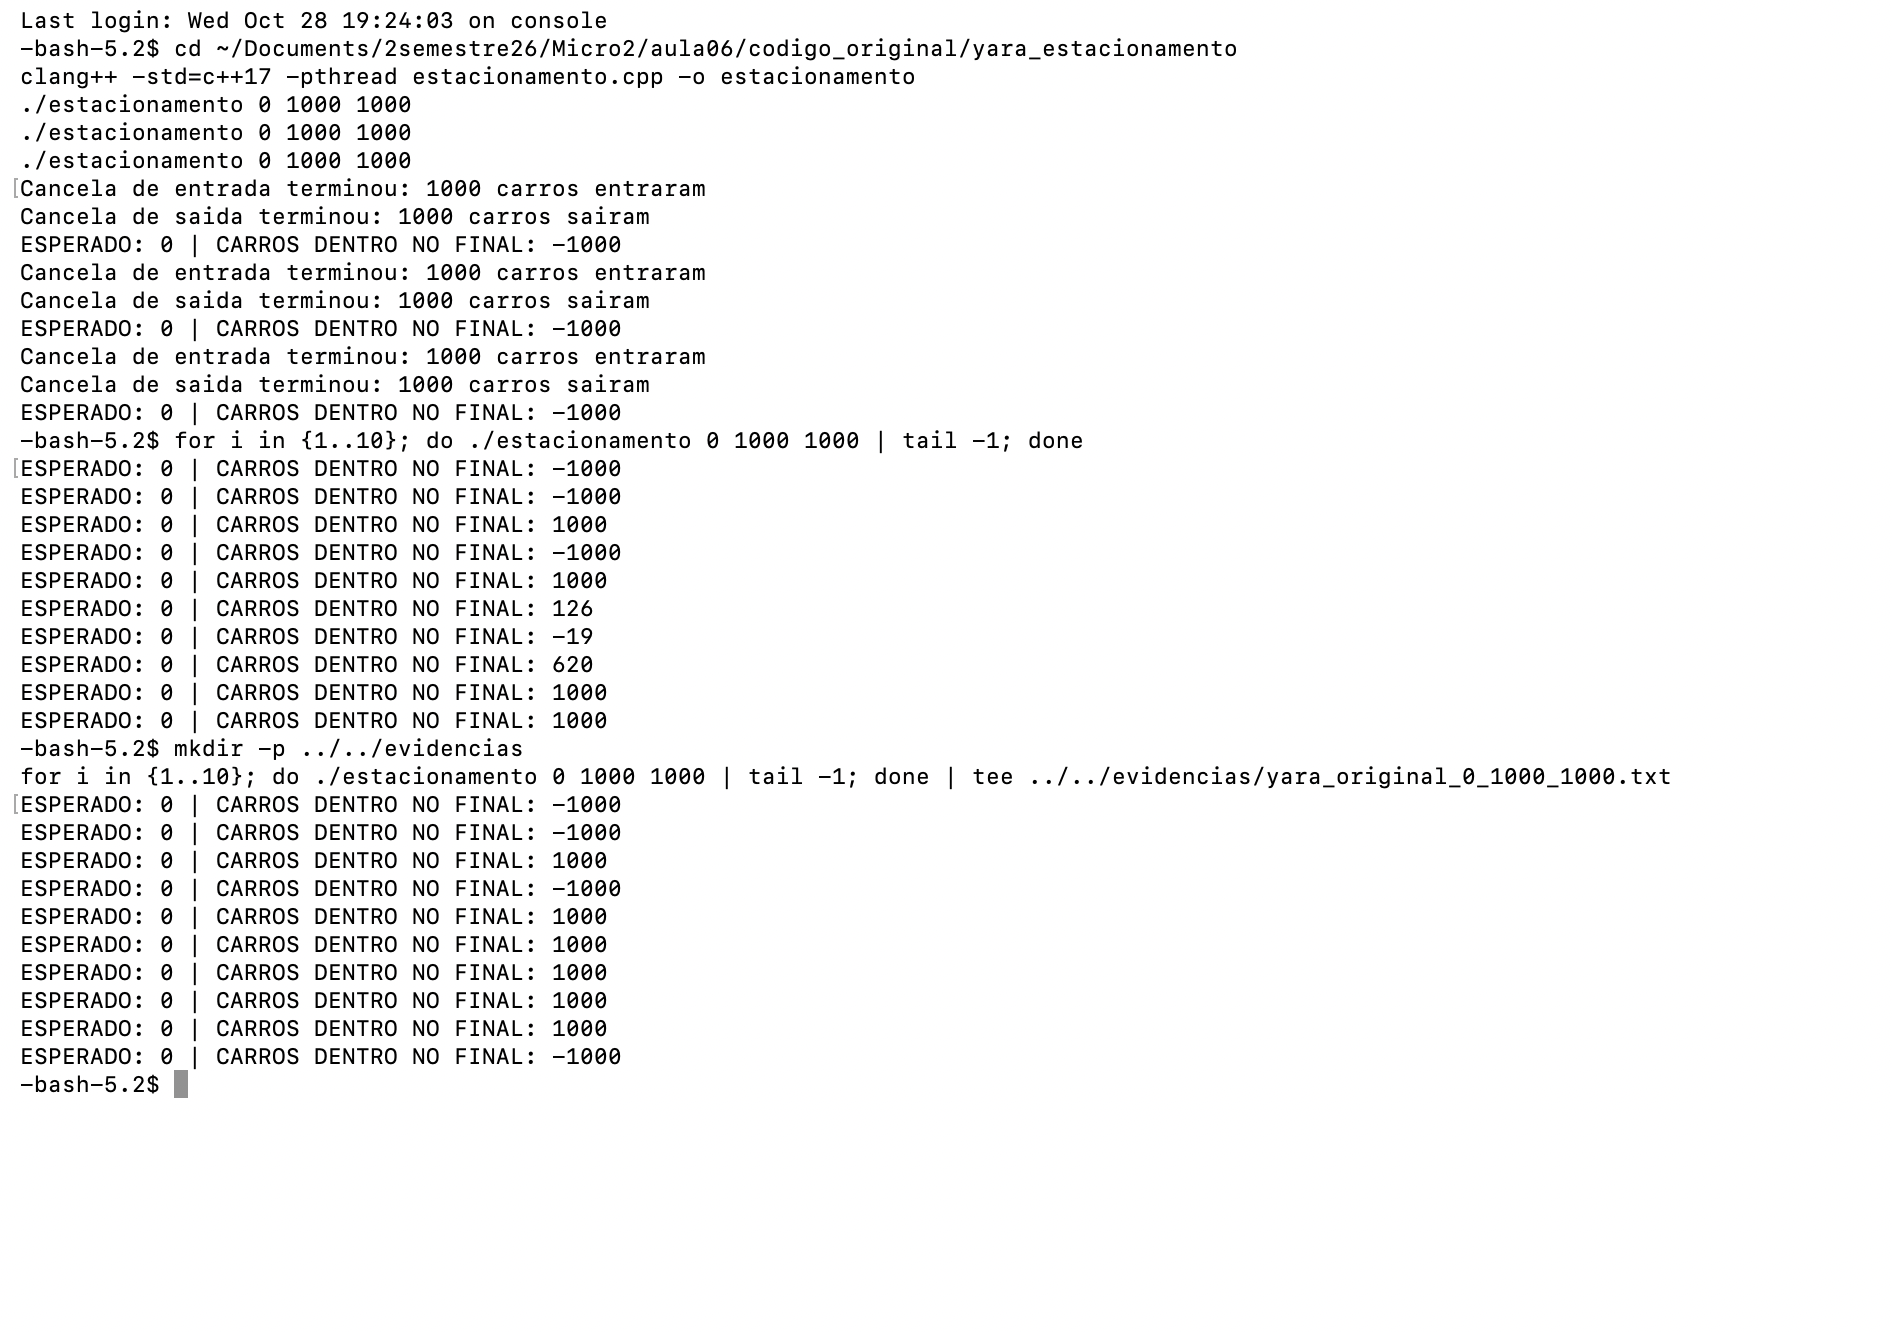 Last login: Wed Oct 28 19:24:03 on console
-bash-5.2$ cd ~/Documents/2semestre26/Micro2/aula06/codigo_original/yara_estacionamento
clang++ -std=c++17 -pthread estacionamento.cpp -o estacionamento
./estacionamento 0 1000 1000
./estacionamento 0 1000 1000
./estacionamento 0 1000 1000
[Cancela de entrada terminou: 1000 carros entraram
Cancela de saida terminou: 1000 carros sairam
ESPERADO: 0 | CARROS DENTRO NO FINAL: -1000
Cancela de entrada terminou: 1000 carros entraram
Cancela de saida terminou: 1000 carros sairam
ESPERADO: 0 | CARROS DENTRO NO FINAL: -1000
Cancela de entrada terminou: 1000 carros entraram
Cancela de saida terminou: 1000 carros sairam
ESPERADO: 0 | CARROS DENTRO NO FINAL: -1000
-bash-5.2$ for i in {1..10}; do ./estacionamento 0 1000 1000 | tail -1; done
[ESPERADO: 0 | CARROS DENTRO NO FINAL: -1000
ESPERADO: 0 | CARROS DENTRO NO FINAL: -1000
ESPERADO: 0 | CARROS DENTRO NO FINAL: 1000
ESPERADO: 0 | CARROS DENTRO NO FINAL: -1000
ESPERADO: 0 | CARROS DENTRO NO FINAL: 1000
ESPERADO: 0 | CARROS DENTRO NO FINAL: 126
ESPERADO: 0 | CARROS DENTRO NO FINAL: -19
ESPERADO: 0 | CARROS DENTRO NO FINAL: 620
ESPERADO: 0 | CARROS DENTRO NO FINAL: 1000
ESPERADO: 0 | CARROS DENTRO NO FINAL: 1000
-bash-5.2$ mkdir -p ../../evidencias
for i in {1..10}; do ./estacionamento 0 1000 1000 | tail -1; done | tee ../../evidencias/yara_original_0_1000_1000.txt
[ESPERADO: 0 | CARROS DENTRO NO FINAL: -1000
ESPERADO: 0 | CARROS DENTRO NO FINAL: -1000
ESPERADO: 0 | CARROS DENTRO NO FINAL: 1000
ESPERADO: 0 | CARROS DENTRO NO FINAL: -1000
ESPERADO: 0 | CARROS DENTRO NO FINAL: 1000
ESPERADO: 0 | CARROS DENTRO NO FINAL: 1000
ESPERADO: 0 | CARROS DENTRO NO FINAL: 1000
ESPERADO: 0 | CARROS DENTRO NO FINAL: 1000
ESPERADO: 0 | CARROS DENTRO NO FINAL: 1000
ESPERADO: 0 | CARROS DENTRO NO FINAL: -1000
-bash-5.2$